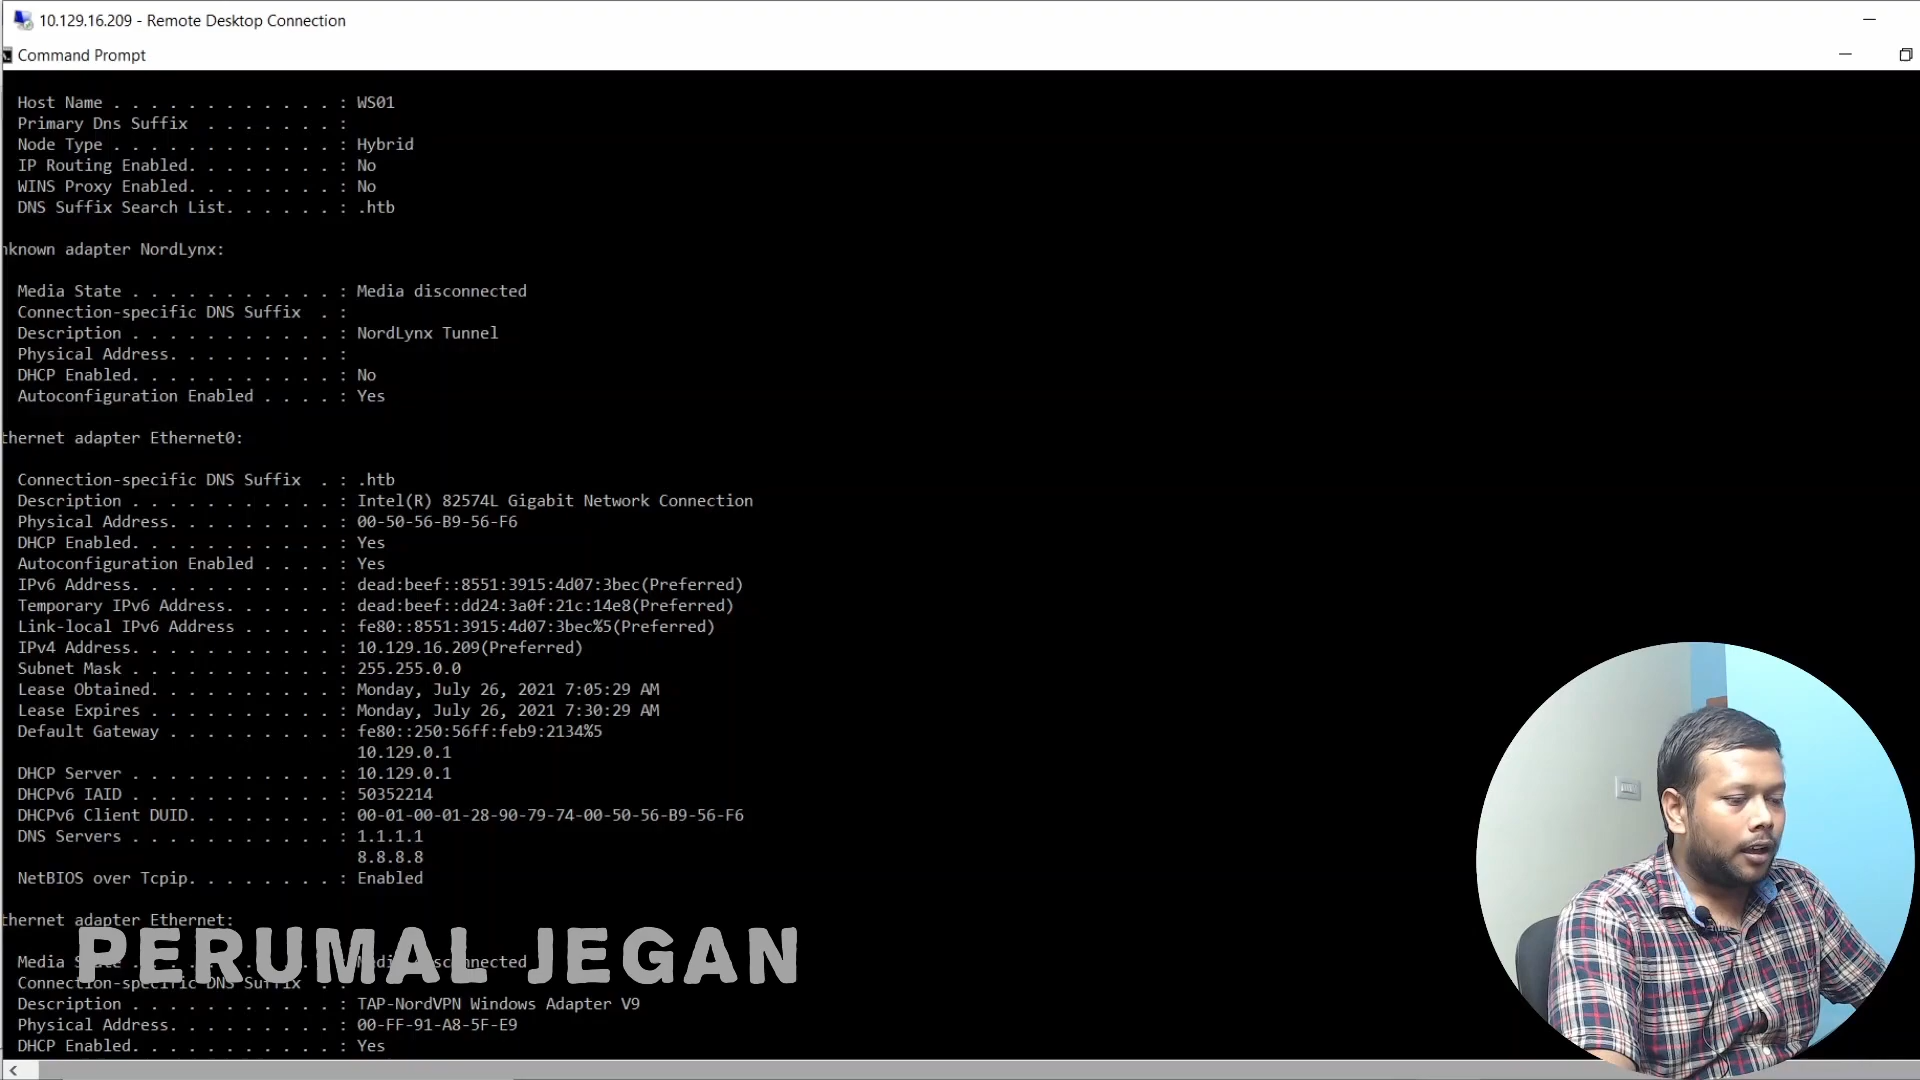 10.129.16.209 - Remote Desktop Connection
Command Prompt
Host Name . . . . . . . . . . . . : WS01
Primary Dns Suffix  . . . . . . . :
Node Type . . . . . . . . . . . . : Hybrid
IP Routing Enabled. . . . . . . . : No
WINS Proxy Enabled. . . . . . . . : No
DNS Suffix Search List. . . . . . : .htb
nknown adapter NordLynx:
Media State . . . . . . . . . . . : Media disconnected
Connection-specific DNS Suffix  . :
Description . . . . . . . . . . . : NordLynx Tunnel
Physical Address. . . . . . . . . :
DHCP Enabled. . . . . . . . . . . : No
Autoconfiguration Enabled . . . . : Yes
thernet adapter Ethernet0:
Connection-specific DNS Suffix  . : .htb
Description . . . . . . . . . . . : Intel(R) 82574L Gigabit Network Connection
Physical Address. . . . . . . . . : 00-50-56-B9-56-F6
DHCP Enabled. . . . . . . . . . . : Yes
Autoconfiguration Enabled . . . . : Yes
IPv6 Address. . . . . . . . . . . : dead:beef::8551:3915:4d07:3bec(Preferred)
Temporary IPv6 Address. . . . . . : dead:beef::dd24:3a0f:21c:14e8(Preferred)
Link-local IPv6 Address . . . . . : fe80::8551:3915:4d07:3bec%5(Preferred)
IPv4 Address. . . . . . . . . . . : 10.129.16.209(Preferred)
Subnet Mask . . . . . . . . . . . : 255.255.0.0
Lease Obtained. . . . . . . . . . : Monday, July 26, 2021 7:05:29 AM
Lease Expires . . . . . . . . . . : Monday, July 26, 2021 7:30:29 AM
Default Gateway . . . . . . . . . : fe80::250:56ff:feb9:2134%5
10.129.0.1
DHCP Server . . . . . . . . . . . : 10.129.0.1
DHCPv6 IAID . . . . . . . . . . . : 50352214
DHCPv6 Client DUID. . . . . . . . : 00-01-00-01-28-90-79-74-00-50-56-B9-56-F6
DNS Servers . . . . . . . . . . . : 1.1.1.1
8.8.8.8
NetBIOS over Tcpip. . . . . . . . : Enabled
thernet adapter Ethernet:
PERUMAL JEGAN
Media
Connection-specific DNS Suffix
Description . . . . . . . . . . . : TAP-NordVPN Windows Adapter V9
Physical Address. . . . . . . . . : 00-FF-91-A8-5F-E9
DHCP Enabled. . . . . . . . . . . : Yes